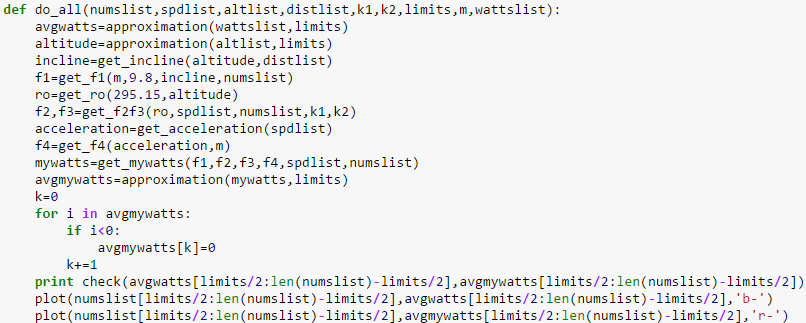 def do_all(numslist,spdlist,altlist,distlist,k1,k2,limits,m,wattslist):
    avgwatts=approximation(wattslist,limits)
    altitude=approximation(altlist,limits)
    incline=get_incline(altitude,distlist)
    f1=get_f1(m,9.8,incline,numslist)
    ro=get_ro(295.15,altitude)
    f2,f3=get_f2f3(ro,spdlist,numslist,k1,k2)
    acceleration=get_acceleration(spdlist)
    f4=get_f4(acceleration,m)
    mywatts=get_mywatts(f1,f2,f3,f4,spdlist,numslist)
    avgmywatts=approximation(mywatts,limits)
    k=0
    for i in avgmywatts:
        if i<0:
            avgmywatts[k]=0
        k+=1
    print check(avgwatts[limits/2:len(numslist)-limits/2],avgmywatts[limits/2:len(numslist)-limits/2])
    plot(numslist[limits/2:len(numslist)-limits/2],avgwatts[limits/2:len(numslist)-limits/2],'b-')
    plot(numslist[limits/2:len(numslist)-limits/2],avgmywatts[limits/2:len(numslist)-limits/2],'r-')